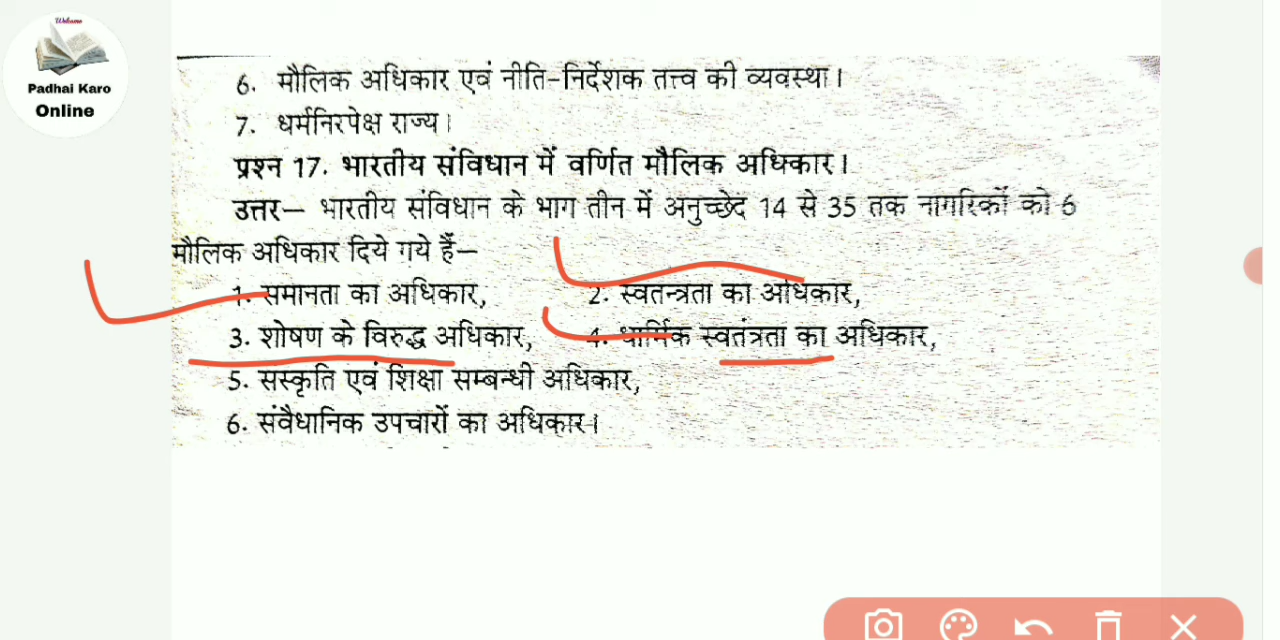 Welcome
Padhai Karo
Online
6. मौलिक अधिकार एवं नीति-निर्देशक तत्त्व की व्यवस्था।
7. धर्मनिरपेक्ष राज्य।
प्रश्न 17. भारतीय संविधान में वर्णित मौलिक अधिकार।
उत्तर— भारतीय संविधान के भाग तीन में अनुच्छेद 14 से 35 तक नागरिकों को 6
मौलिक अधिकार दिये गये हैं—
1. समानता का अधिकार, 2. स्वतन्त्रता का अधिकार,
3. शोषण के विरुद्ध अधिकार, 4. धार्मिक स्वतंत्रता का अधिकार,
5. संस्कृति एवं शिक्षा सम्बन्धी अधिकार,
6. संवैधानिक उपचारों का अधिकार।